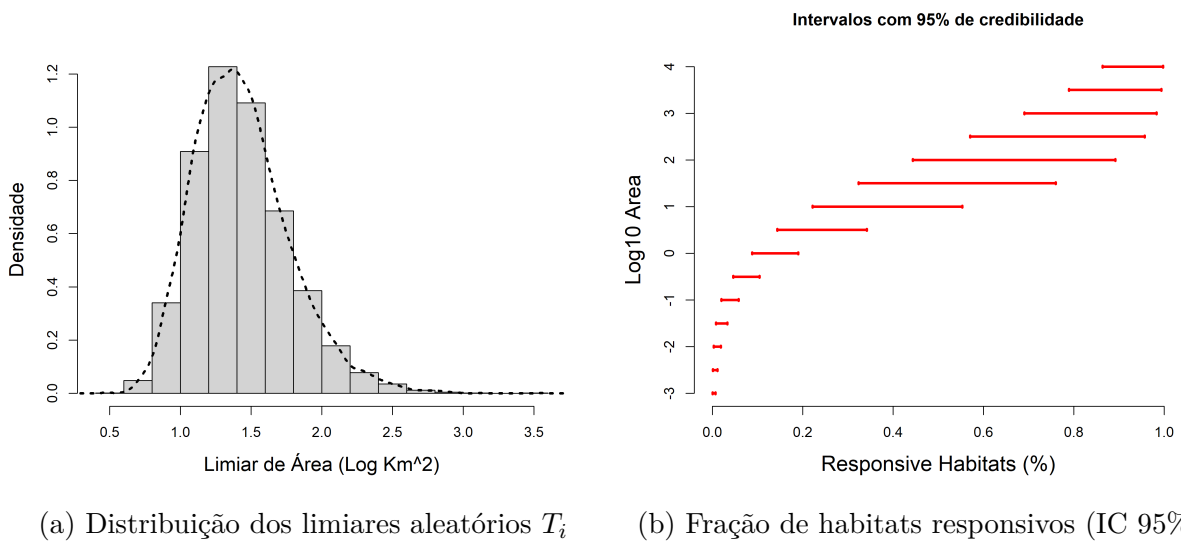 Intervalos com 95% de credibilidade
Densidade
0.0 0.2 0.4 0.6 0.8 1.0 1.2
0.5 1.0 1.5 2.0 2.5 3.0 3.5
Limiar de Área (Log Km^2)
Log10 Area
-3 -2 -1 0 1 2 3 4
0.0 0.2 0.4 0.6 0.8 1.0
Responsive Habitats (%)
(a) Distribuição dos limiares aleatórios Ti
(b) Fração de habitats responsivos (IC 95%